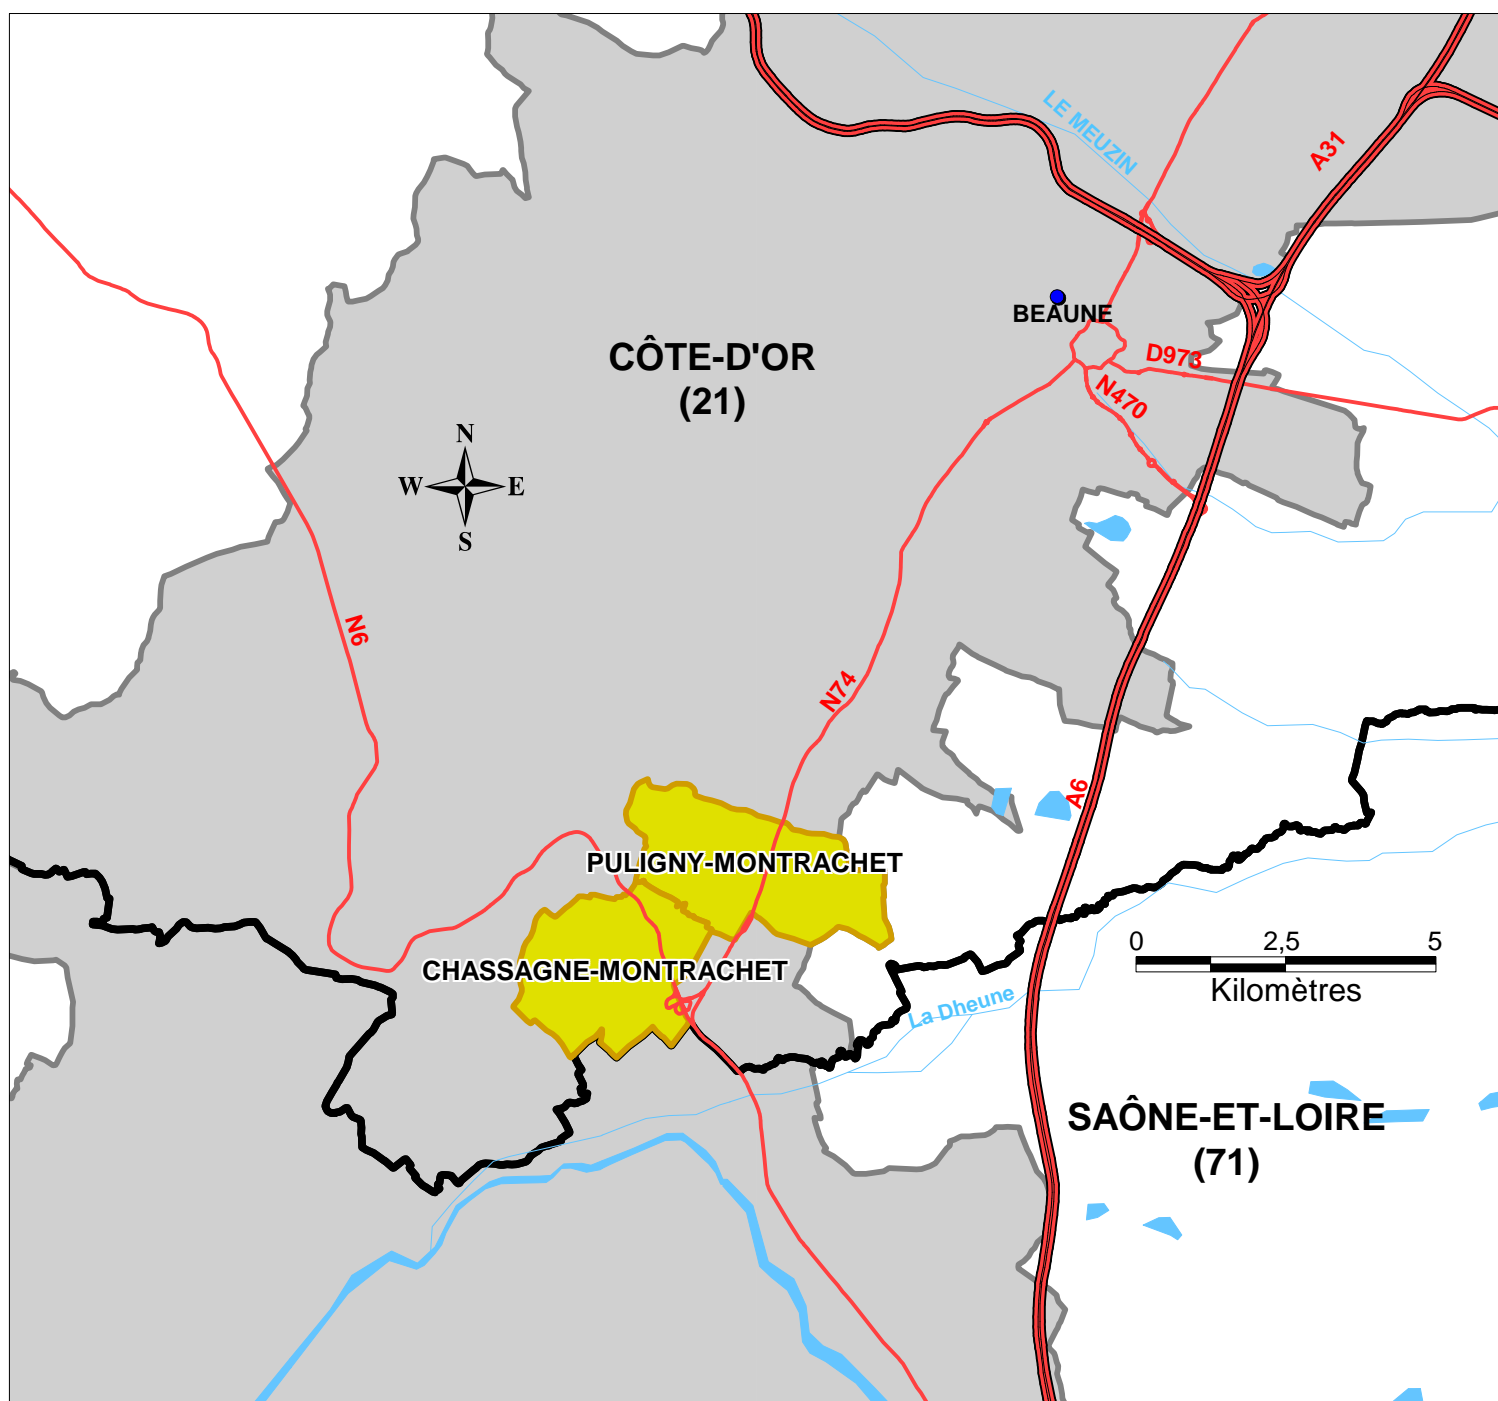 LE MEUZIN
A31
BEAUNE
CÔTE-D'OR
(21)
D973
N470
N
W E
S
N6
N74
A6
PULIGNY-MONTRACHET
CHASSAGNE-MONTRACHET
0 2,5 5
Kilomètres
La Dheune
SAÔNE-ET-LOIRE
(71)